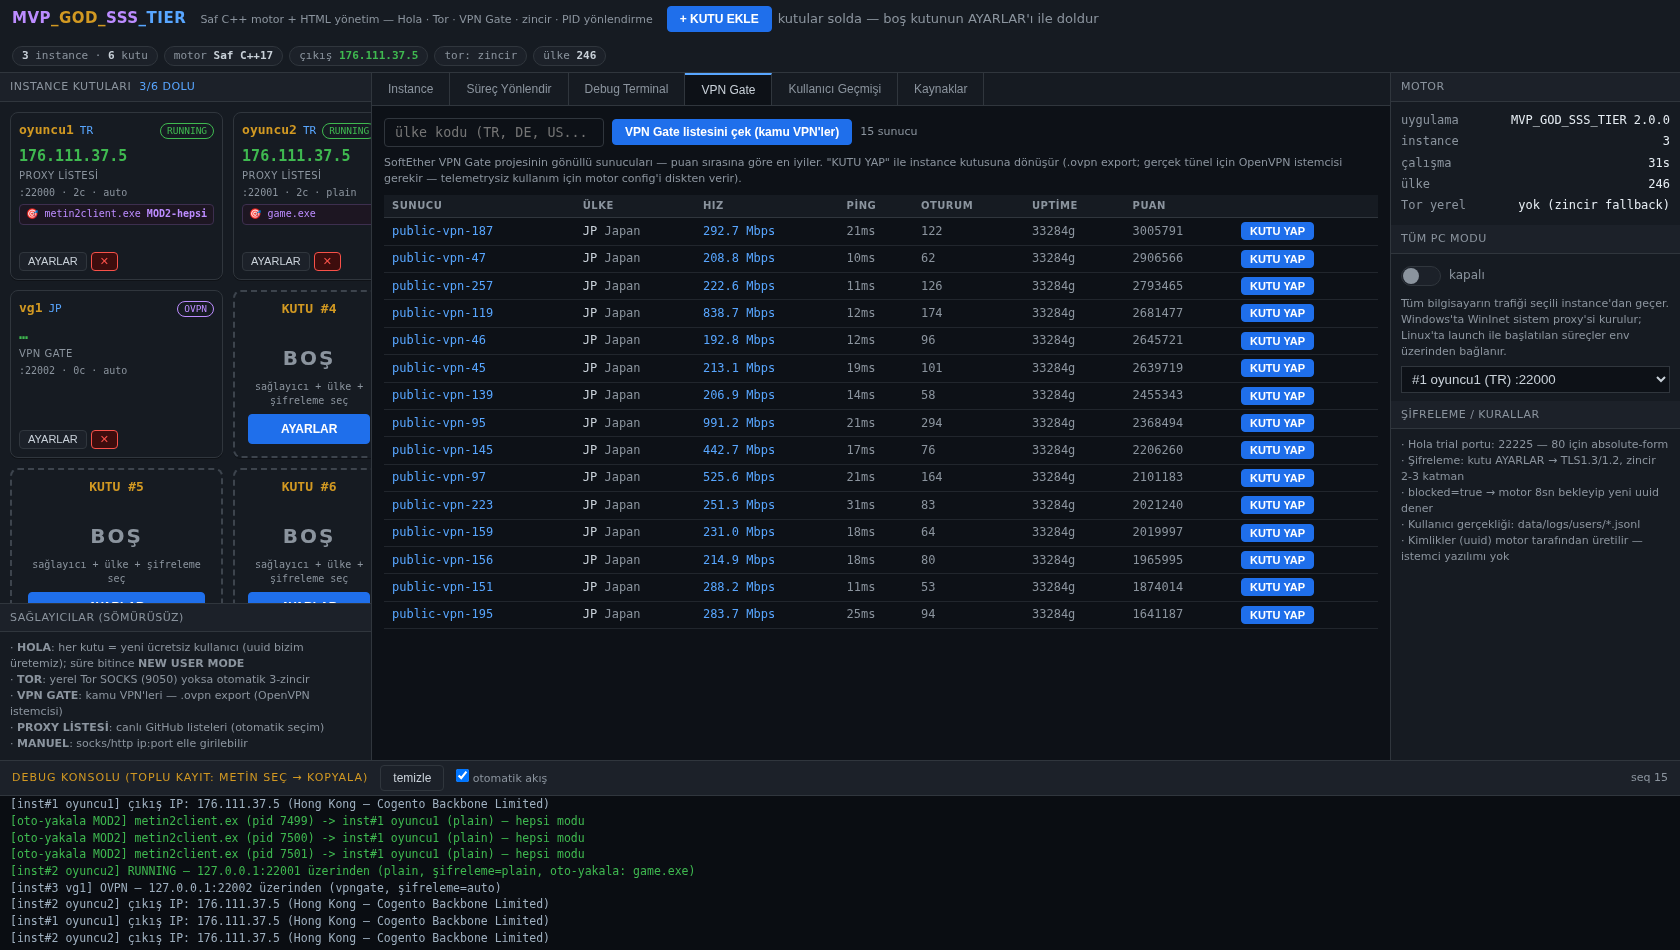 MVP_GOD_SSS_TIER Saf C++ motor + HTML yönetim — Hola · Tor · VPN Gate · zincir · PID yönlendirme + KUTU EKLE kutular solda — boş kutunun AYARLAR'ı ile doldur
3 instance · 6 kutu motor Saf C++17 çıkış 176.111.37.5 tor: zincir ülke 246
INSTANCE KUTULARI 3/6 DOLU
oyuncu1 TR RUNNING
176.111.37.5
PROXY LİSTESİ
:22000 · 2c · auto
🎯 metin2client.exe MOD2-hepsi
AYARLAR ✕
oyuncu2 TR RUNNING
176.111.37.5
PROXY LİSTESİ
:22001 · 2c · plain
🎯 game.exe
AYARLAR ✕
vg1 JP OVPN
…
VPN GATE
:22002 · 0c · auto
AYARLAR ✕
KUTU #4
BOŞ
sağlayıcı + ülke +
şifreleme seç
AYARLAR
KUTU #5
BOŞ
sağlayıcı + ülke + şifreleme
seç
KUTU #6
BOŞ
sağlayıcı + ülke +
şifreleme seç
SAĞLAYICILAR (SÖMÜRÜSÜZ)
· HOLA: her kutu = yeni ücretsiz kullanıcı (uuid bizim
üretemiz); süre bitince NEW USER MODE
· TOR: yerel Tor SOCKS (9050) yoksa otomatik 3-zincir
· VPN GATE: kamu VPN'leri — .ovpn export (OpenVPN
istemcisi)
· PROXY LİSTESİ: canlı GitHub listeleri (otomatik seçim)
· MANUEL: socks/http ip:port elle girilebilir
Instance Süreç Yönlendir Debug Terminal VPN Gate Kullanıcı Geçmişi Kaynaklar
ülke kodu (TR, DE, US... VPN Gate listesini çek (kamu VPN'ler) 15 sunucu
SoftEther VPN Gate projesinin gönüllü sunucuları — puan sırasına göre en iyiler. "KUTU YAP" ile instance kutusuna dönüşür (.ovpn export; gerçek tünel için OpenVPN istemcisi
gerekir — telemetrysiz kullanım için motor config'i diskten verir).
SUNUCU ÜLKE HIZ PİNG OTURUM UPTİME PUAN
public-vpn-187 JP Japan 292.7 Mbps 21ms 122 33284g 3005791 KUTU YAP
public-vpn-47 JP Japan 208.8 Mbps 10ms 62 33284g 2906566 KUTU YAP
public-vpn-257 JP Japan 222.6 Mbps 11ms 126 33284g 2793465 KUTU YAP
public-vpn-119 JP Japan 838.7 Mbps 12ms 174 33284g 2681477 KUTU YAP
public-vpn-46 JP Japan 192.8 Mbps 12ms 96 33284g 2645721 KUTU YAP
public-vpn-45 JP Japan 213.1 Mbps 19ms 101 33284g 2639719 KUTU YAP
public-vpn-139 JP Japan 206.9 Mbps 14ms 58 33284g 2455343 KUTU YAP
public-vpn-95 JP Japan 991.2 Mbps 21ms 294 33284g 2368494 KUTU YAP
public-vpn-145 JP Japan 442.7 Mbps 17ms 76 33284g 2206260 KUTU YAP
public-vpn-97 JP Japan 525.6 Mbps 21ms 164 33284g 2101183 KUTU YAP
public-vpn-223 JP Japan 251.3 Mbps 31ms 83 33284g 2021240 KUTU YAP
public-vpn-159 JP Japan 231.0 Mbps 18ms 64 33284g 2019997 KUTU YAP
public-vpn-156 JP Japan 214.9 Mbps 18ms 80 33284g 1965995 KUTU YAP
public-vpn-151 JP Japan 288.2 Mbps 11ms 53 33284g 1874014 KUTU YAP
public-vpn-195 JP Japan 283.7 Mbps 25ms 94 33284g 1641187 KUTU YAP
MOTOR
uygulama MVP_GOD_SSS_TIER 2.0.0
instance 3
çalışma 31s
ülke 246
Tor yerel yok (zincir fallback)
TÜM PC MODU
kapalı
Tüm bilgisayarın trafiği seçili instance'dan geçer.
Windows'ta WinInet sistem proxy'si kurulur;
Linux'ta launch ile başlatılan süreçler env
üzerinden bağlanır.
#1 oyuncu1 (TR) :22000
ŞİFRELEME / KURALLAR
· Hola trial portu: 22225 — 80 için absolute-form
· Şifreleme: kutu AYARLAR → TLS1.3/1.2, zincir
2-3 katman
· blocked=true → motor 8sn bekleyip yeni uuid
dener
· Kullanıcı gerçekliği: data/logs/users/*.jsonl
· Kimlikler (uuid) motor tarafından üretilir —
istemci yazılımı yok
DEBUG KONSOLU (TOPLU KAYIT: METİN SEÇ → KOPYALA) temizle otomatik akış seq 15
[inst#1 oyuncu1] çıkış IP: 176.111.37.5 (Hong Kong — Cogento Backbone Limited)
[oto-yakala MOD2] metin2client.ex (pid 7499) -> inst#1 oyuncu1 (plain) — hepsi modu
[oto-yakala MOD2] metin2client.ex (pid 7500) -> inst#1 oyuncu1 (plain) — hepsi modu
[oto-yakala MOD2] metin2client.ex (pid 7501) -> inst#1 oyuncu1 (plain) — hepsi modu
[inst#2 oyuncu2] RUNNING — 127.0.0.1:22001 üzerinden (plain, şifreleme=plain, oto-yakala: game.exe)
[inst#3 vg1] OVPN — 127.0.0.1:22002 üzerinden (vpngate, şifreleme=auto)
[inst#2 oyuncu2] çıkış IP: 176.111.37.5 (Hong Kong — Cogento Backbone Limited)
[inst#1 oyuncu1] çıkış IP: 176.111.37.5 (Hong Kong — Cogento Backbone Limited)
[inst#2 oyuncu2] çıkış IP: 176.111.37.5 (Hong Kong — Cogento Backbone Limited)